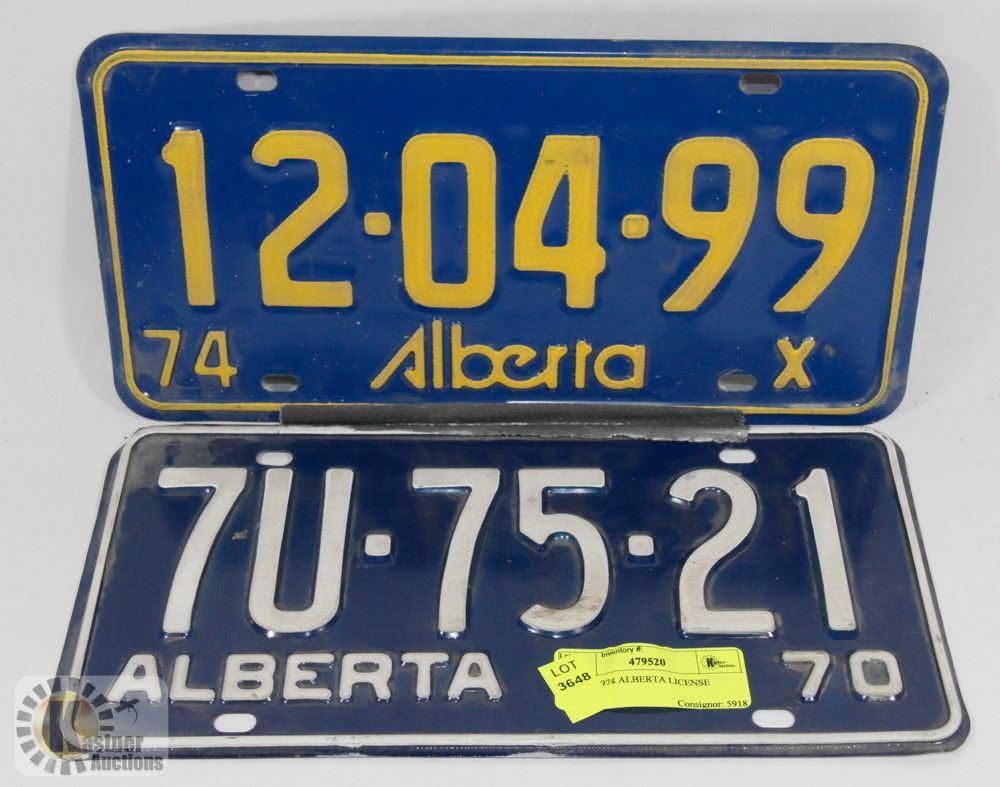 12·04·99
74 Alberta X
7U·75·21
ALBERTA 70
LOT 3648
Inventory #:
479520
974 ALBERTA LICENSE
Consignor: 5918
Kastner
Auctions